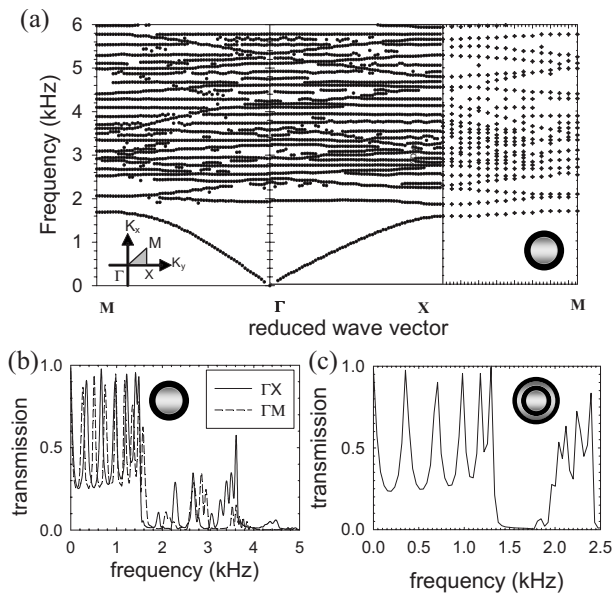 (a)
6
5
4
3
2
1
0
Frequency (kHz)
Kx
M
Γ
X
Ky
M Γ X M
reduced wave vector
(b)
1.0
0.5
0.0
transmission
ΓX
ΓM
0 1 2 3 4 5
frequency (kHz)
(c)
1.0
0.5
0
transmission
0.0 0.5 1.0 1.5 2.0 2.5
frequency (kHz)